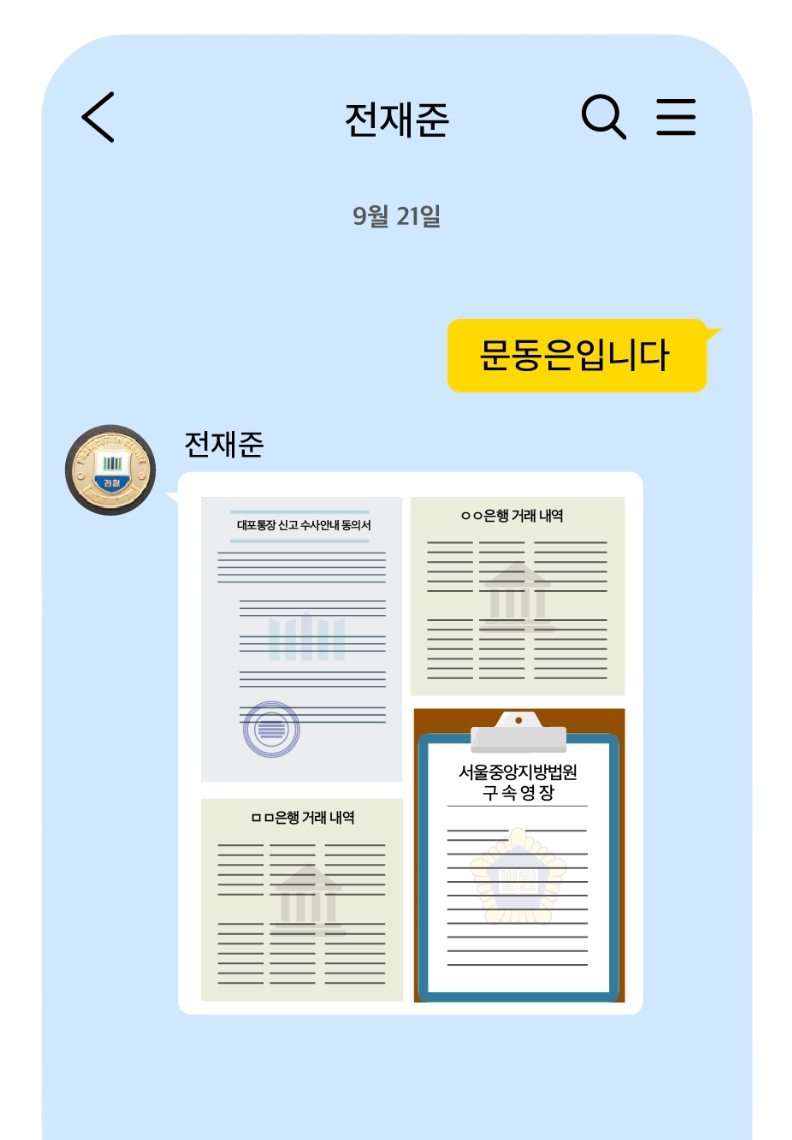 전재준
9월 21일
문동은입니다
전재준
검찰
대포통장 신고 수사안내 동의서
ㅇㅇ은행 거래 내역
서울중앙지방법원
구 속 영 장
법원
ㅁㅁ은행 거래 내역